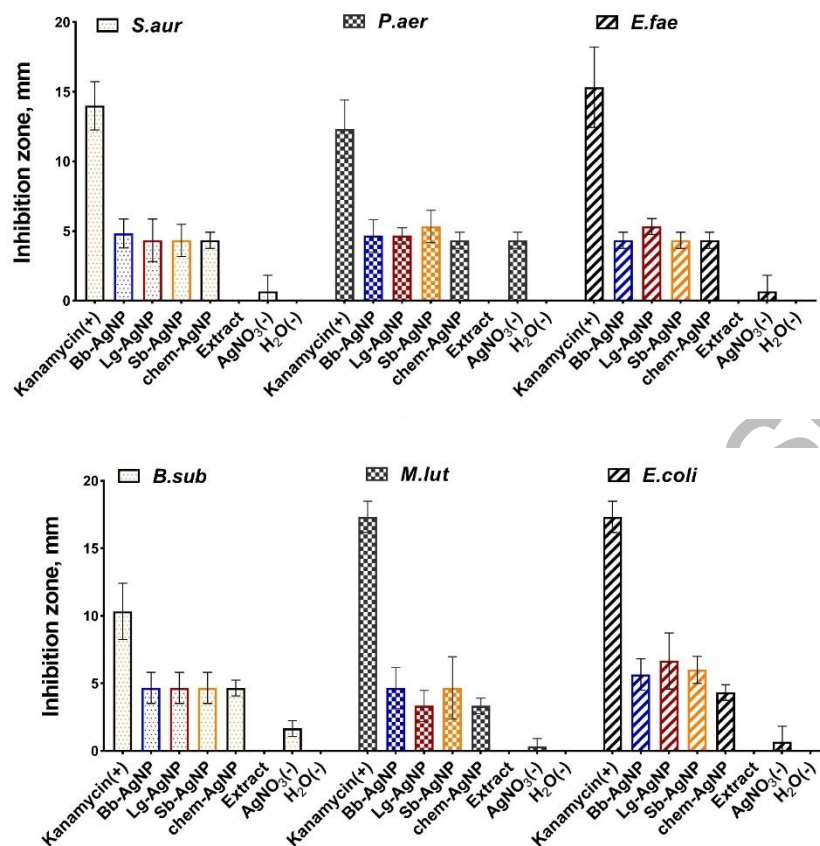 20
15
10
5
0
Inhibition zone, mm
S.aur
P.aer
E.fae
Kanamycin(+)
Bb-AgNP
Lg-AgNP
Sb-AgNP
chem-AgNP
Extract
AgNO₃(-)
H₂O(-)
Kanamycin(+)
Bb-AgNP
Lg-AgNP
Sb-AgNP
chem-AgNP
Extract
AgNO₃(-)
H₂O(-)
Kanamycin(+)
Bb-AgNP
Lg-AgNP
Sb-AgNP
chem-AgNP
Extract
AgNO₃(-)
H₂O(-)
20
15
10
5
0
Inhibition zone, mm
B.sub
M.lut
E.coli
Kanamycin(+)
Bb-AgNP
Lg-AgNP
Sb-AgNP
chem-AgNP
Extract
AgNO₃(-)
H₂O(-)
Kanamycin(+)
Bb-AgNP
Lg-AgNP
Sb-AgNP
chem-AgNP
Extract
AgNO₃(-)
H₂O(-)
Kanamycin(+)
Bb-AgNP
Lg-AgNP
Sb-AgNP
chem-AgNP
Extract
AgNO₃(-)
H₂O(-)